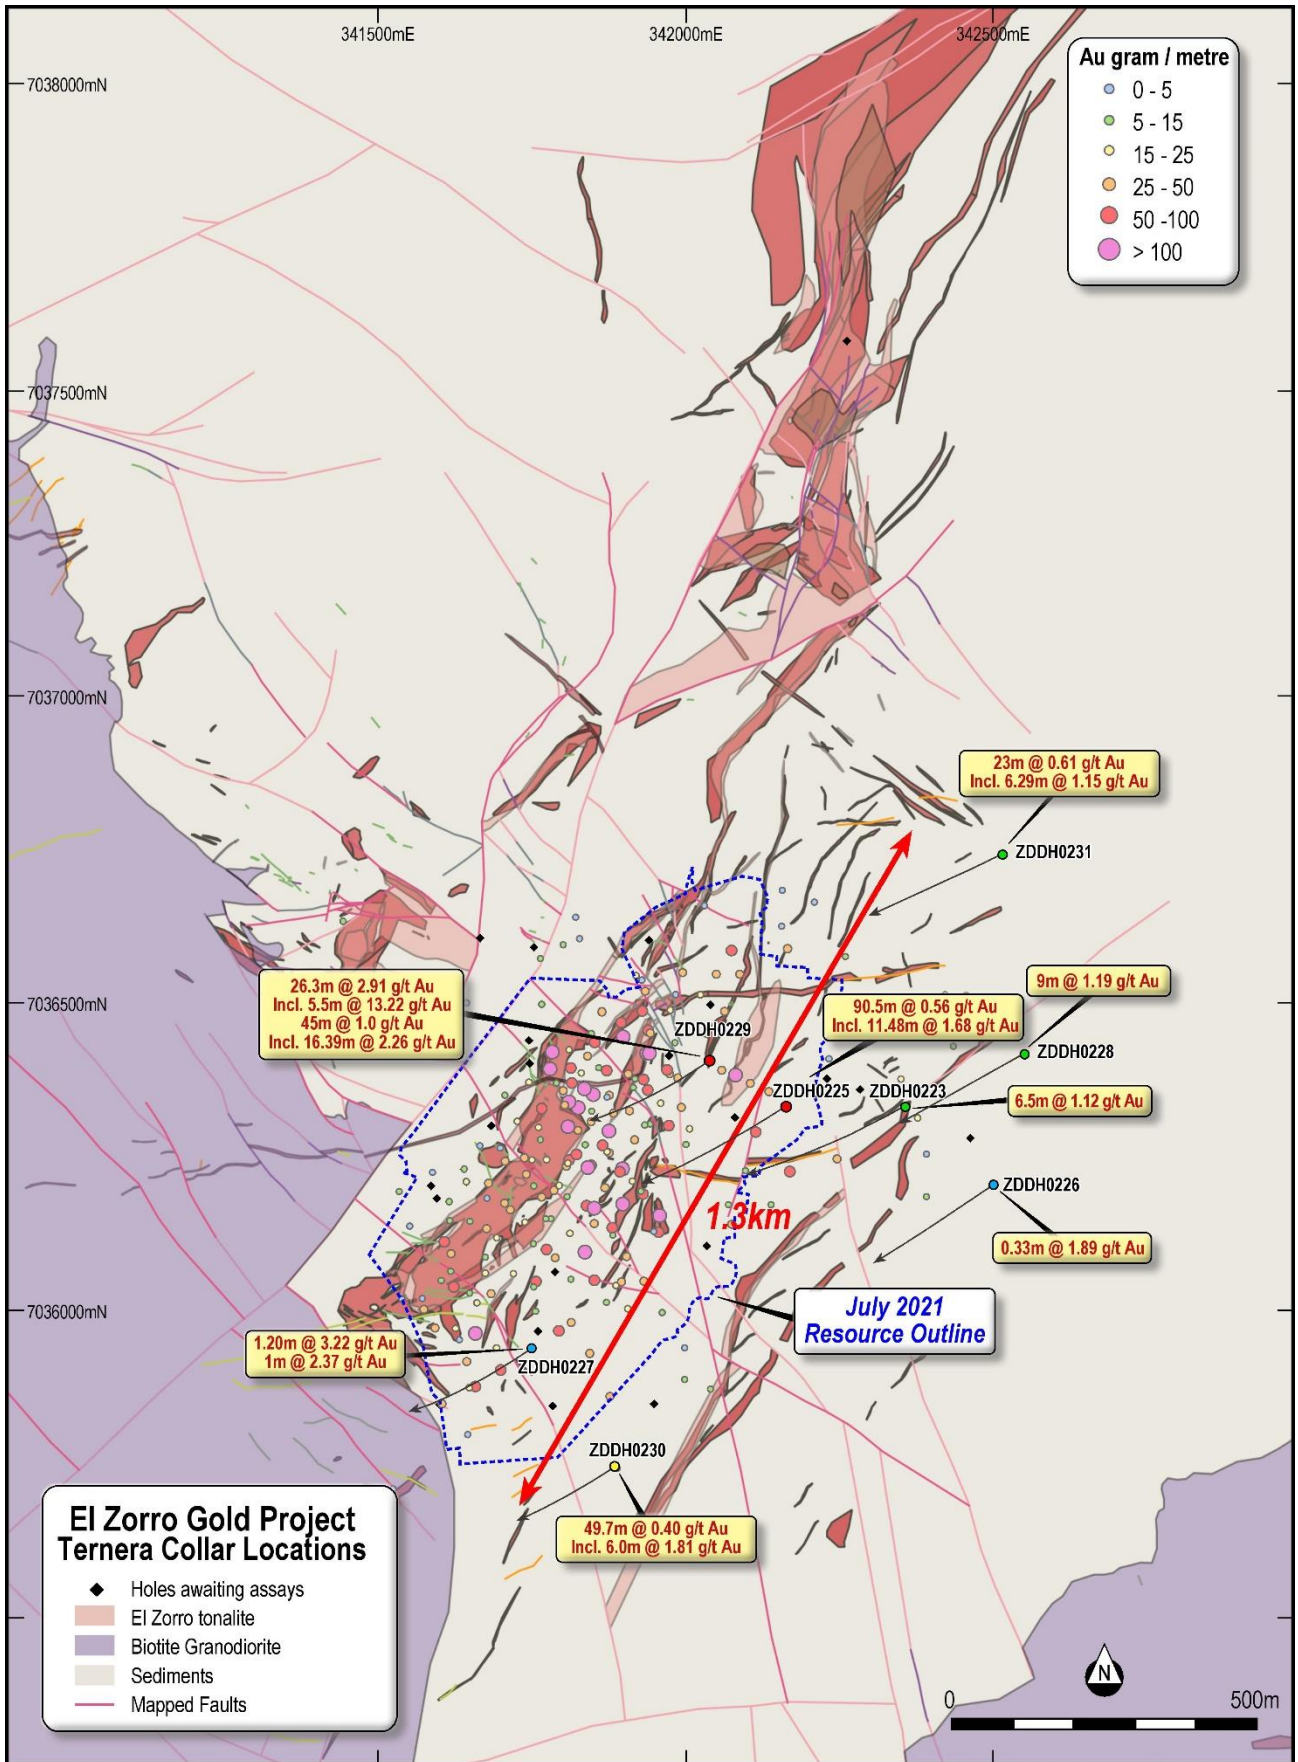 341500mE
342000mE
342500mE
7038000mN
7037500mN
7037000mN
7036500mN
7036000mN
Au gram / metre
0 - 5
5 - 15
15 - 25
25 - 50
50 -100
> 100
23m @ 0.61 g/t Au
Incl. 6.29m @ 1.15 g/t Au
ZDDH0231
26.3m @ 2.91 g/t Au
Incl. 5.5m @ 13.22 g/t Au
45m @ 1.0 g/t Au
Incl. 16.39m @ 2.26 g/t Au
ZDDH0229
90.5m @ 0.56 g/t Au
Incl. 11.48m @ 1.68 g/t Au
ZDDH0225
9m @ 1.19 g/t Au
ZDDH0228
ZDDH0223
6.5m @ 1.12 g/t Au
ZDDH0226
0.33m @ 1.89 g/t Au
1.3km
July 2021
Resource Outline
1.20m @ 3.22 g/t Au
1m @ 2.37 g/t Au
ZDDH0227
ZDDH0230
49.7m @ 0.40 g/t Au
Incl. 6.0m @ 1.81 g/t Au
El Zorro Gold Project
Ternera Collar Locations
Holes awaiting assays
El Zorro tonalite
Biotite Granodiorite
Sediments
Mapped Faults
N
0
500m